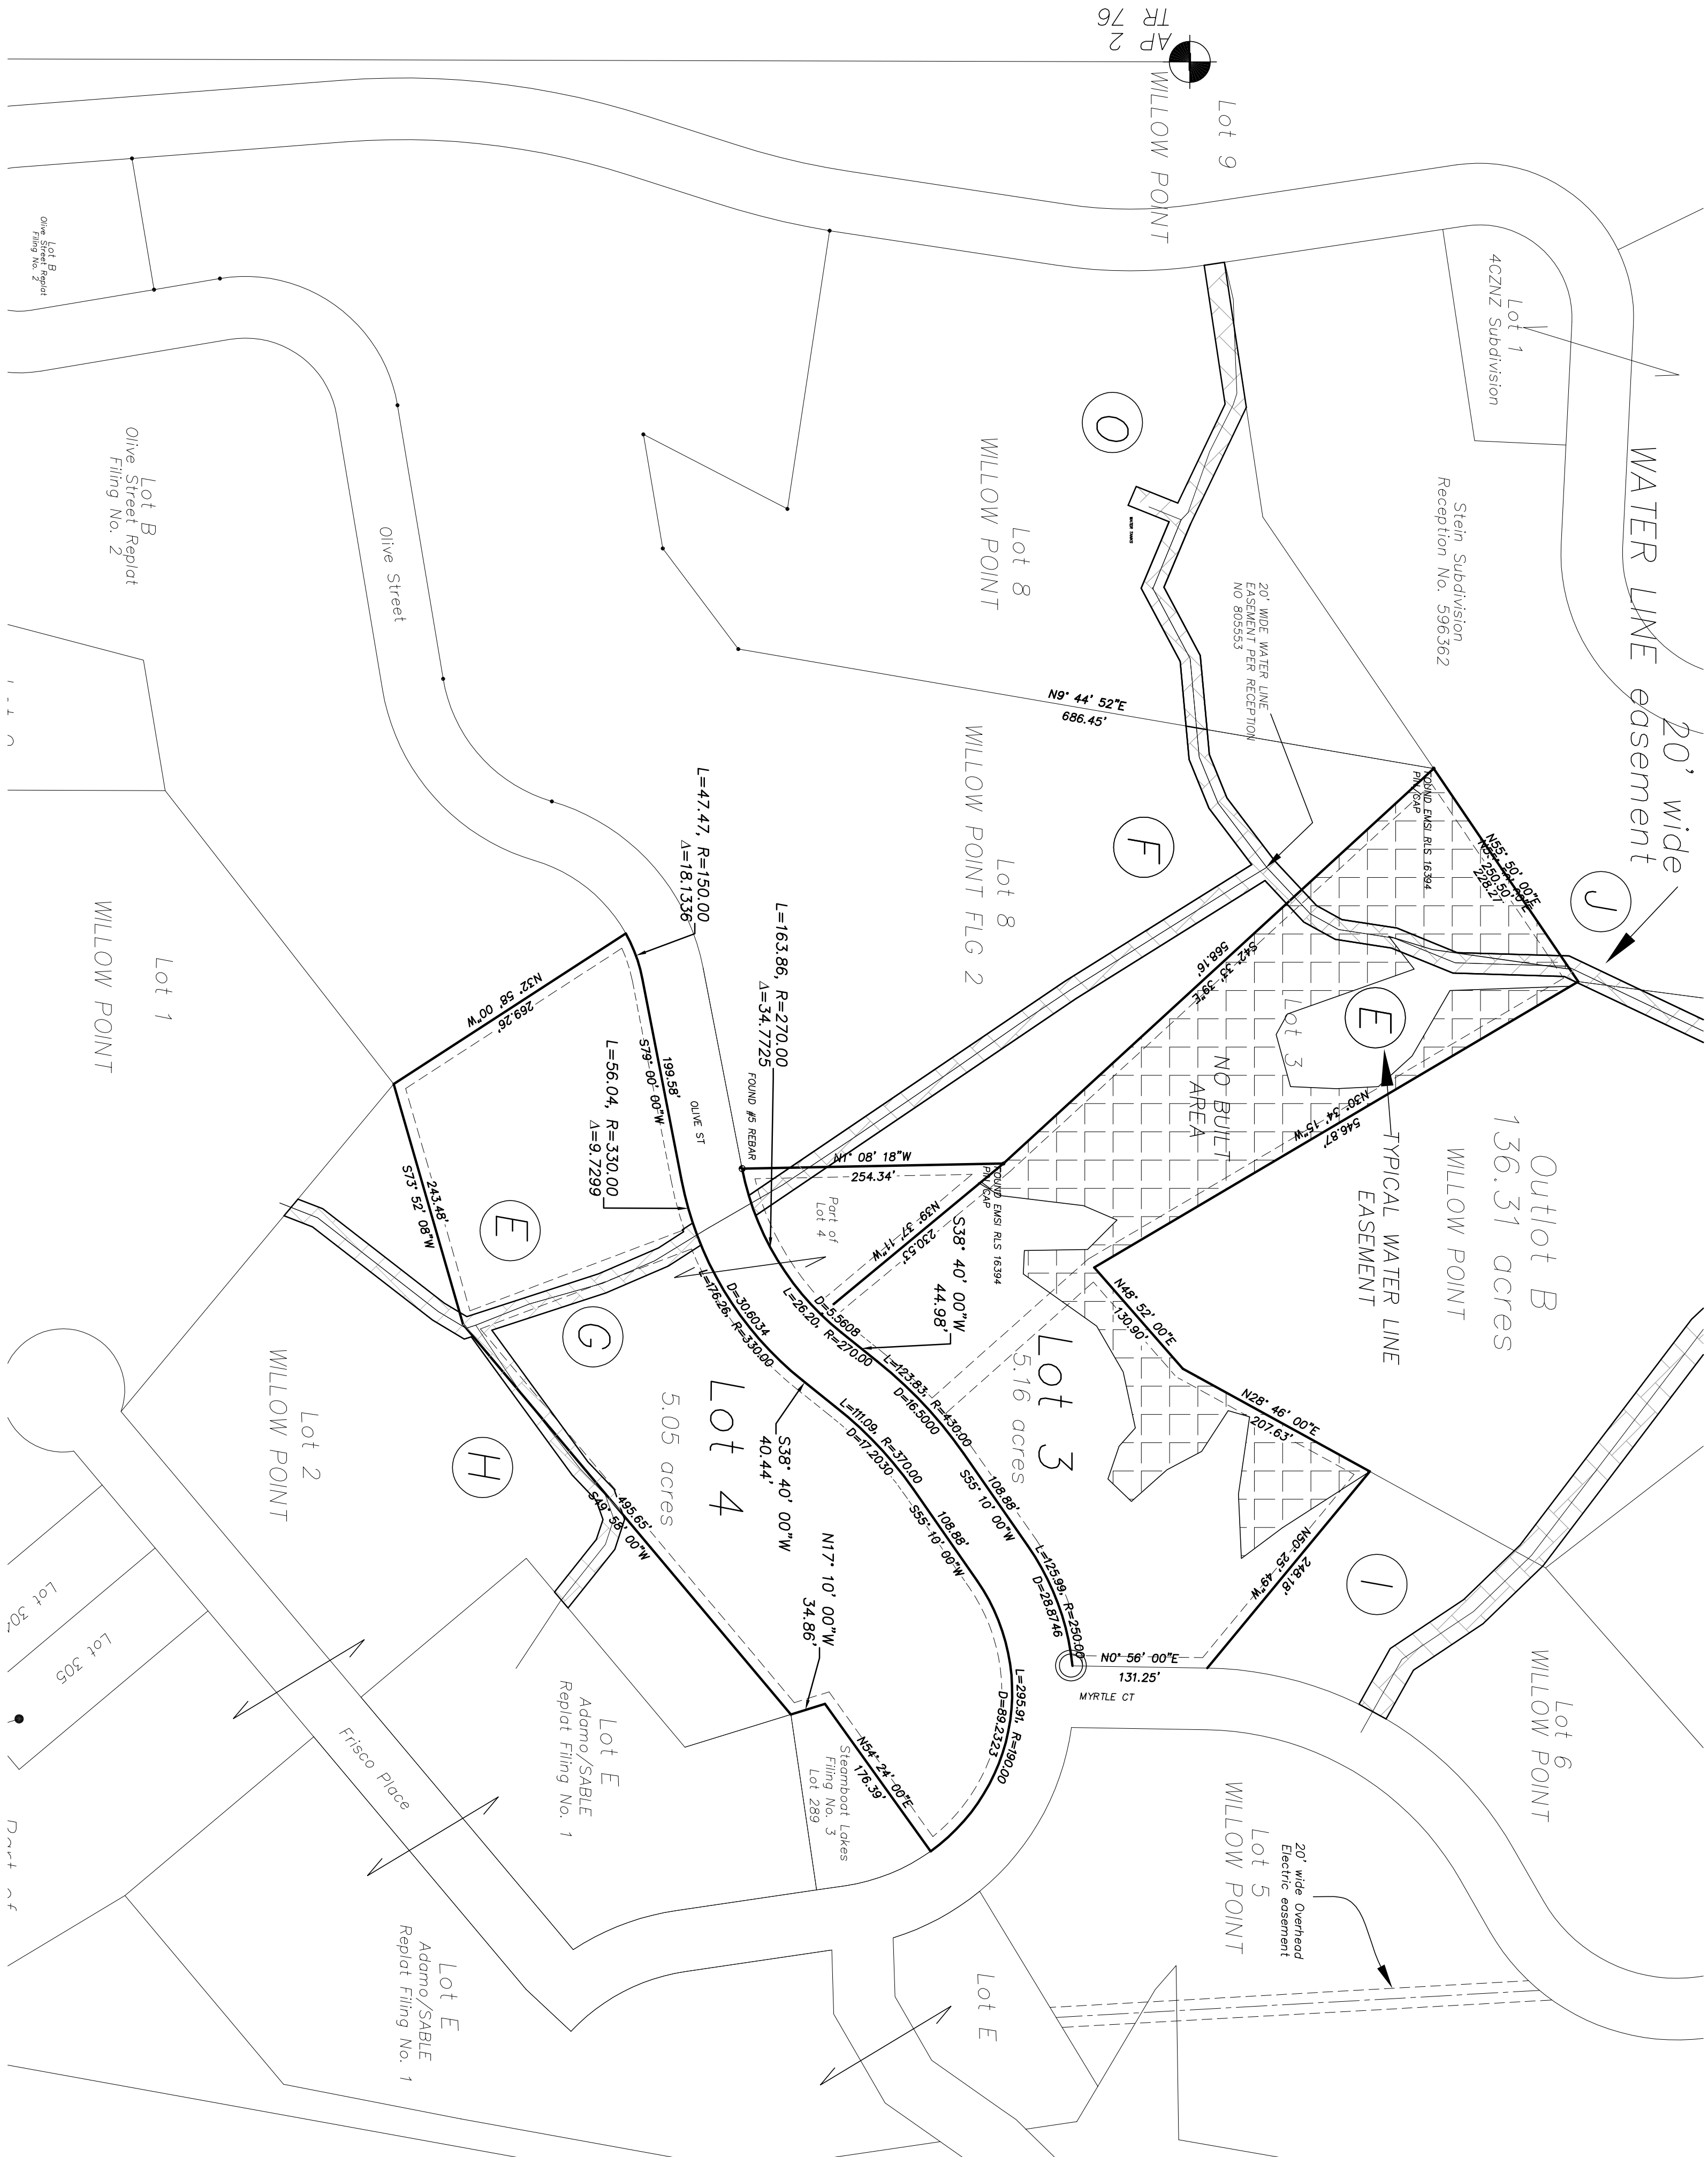 AP 2
TR 76
WILLOW POINT
Lot 9
Lot 1
4CZNZ Subdivision
Stein Subdivision
Reception No. 596362
WATER LINE easement
20' wide
Lot B
Olive Street Replat
Filing No. 2
Lot B
Olive Street Replat
Filing No. 2
Olive Street
O
WATER TANKS
Lot 8
WILLOW POINT
20' WIDE WATER LINE
EASEMENT PER RECEPTION
NO 805553
N9° 44' 52"E
686.45'
FOUND EMSI RLS 16394
PIN/CAP
N55° 50' 00"E
250.50'
228.27'
J
F
Lot 8
WILLOW POINT FLG 2
S42° 33' 39"E
568.16'
Lot 3
E
NO BUILT
AREA
N30° 34' 15"W
546.87'
TYPICAL WATER LINE
EASEMENT
Outlot B
136.31 acres
WILLOW POINT
L=47.47, R=150.00
Δ=18.1336
L=163.86, R=270.00
Δ=34.7725
L=56.04, R=330.00
Δ=9.7299
Lot 1
WILLOW POINT
N32° 58' 00"W
269.26'
199.58'
S79° 00' 00"W
OLIVE ST
FOUND #5 REBAR
N1° 08' 18"W
254.34'
FOUND EMSI RLS 16394
PIN/CAP
Part of
Lot 4
N39° 37' 11"W
230.53'
S38° 40' 00"W
44.98'
243.48'
S73° 52' 08"W
E
G
H
D=30.6034
L=176.26, R=330.00
D=5.5608
L=26.20, R=270.00
L=123.83, R=430.00
D=16.5000
N48° 52' 00"E
130.90'
N28° 46' 00"E
207.63'
Lot 3
5.16 acres
Lot 4
5.05 acres
S38° 40' 00"W
40.44'
L=111.09, R=370.00
D=17.2030
108.88'
S55° 10' 00"W
108.88'
S55° 10' 00"W
L=125.99, R=250.00
D=28.8746
N50° 25' 49"W
248.18'
I
N0° 56' 00"E
131.25'
MYRTLE CT
Lot 2
WILLOW POINT
495.65'
S49° 58' 00"W
N17° 10' 00"W
34.86'
L=295.91, R=190.00
D=89.2323
N54° 24' 00"E
176.39'
Steamboat Lakes
Filing No. 3
Lot 289
Lot 6
WILLOW POINT
Lot 5
WILLOW POINT
20' wide Overhead
Electric easement
Lot 305
Frisco Place
Lot E
Adamo/SABLE
Replat Filing No. 1
Lot E
Adamo/SABLE
Replat Filing No. 1
Lot E
Part of